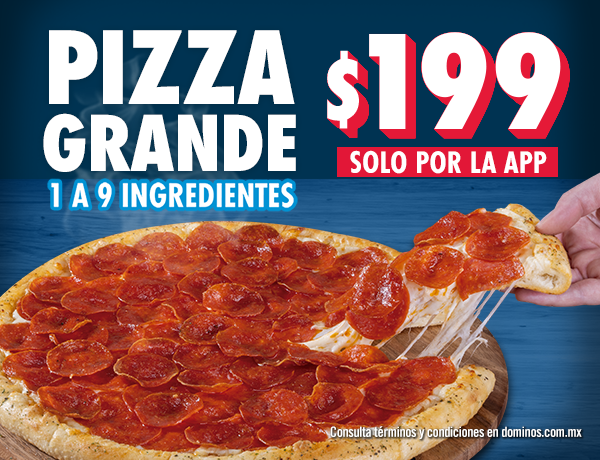 PIZZA
GRANDE
1 A 9 INGREDIENTES
$199
SOLO POR LA APP
Consulta términos y condiciones en dominos.com.mx